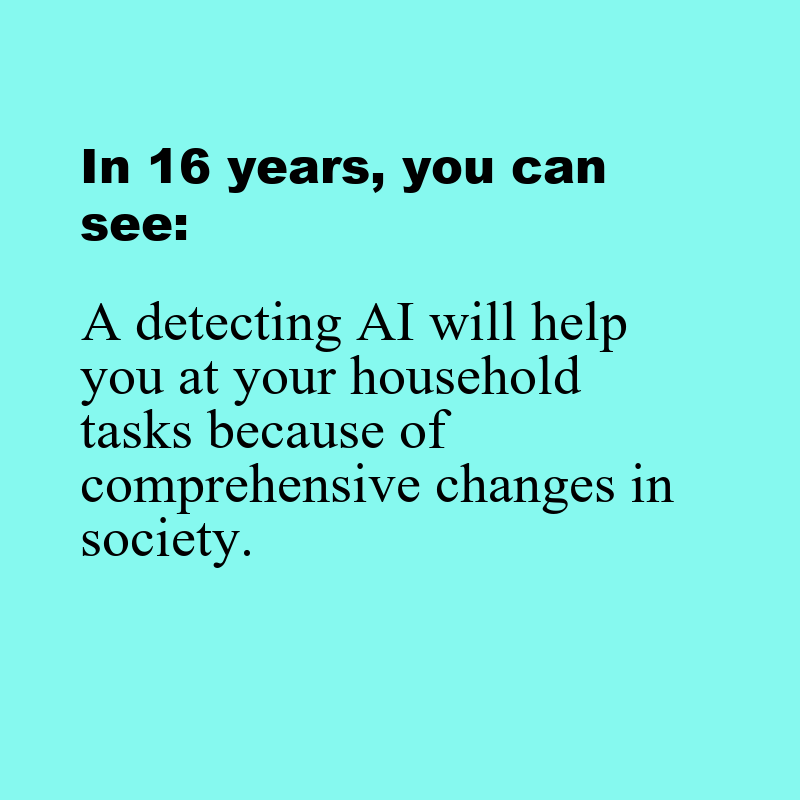 In 16 years, you can
see:
A detecting AI will help
you at your household
tasks because of
comprehensive changes in
society.